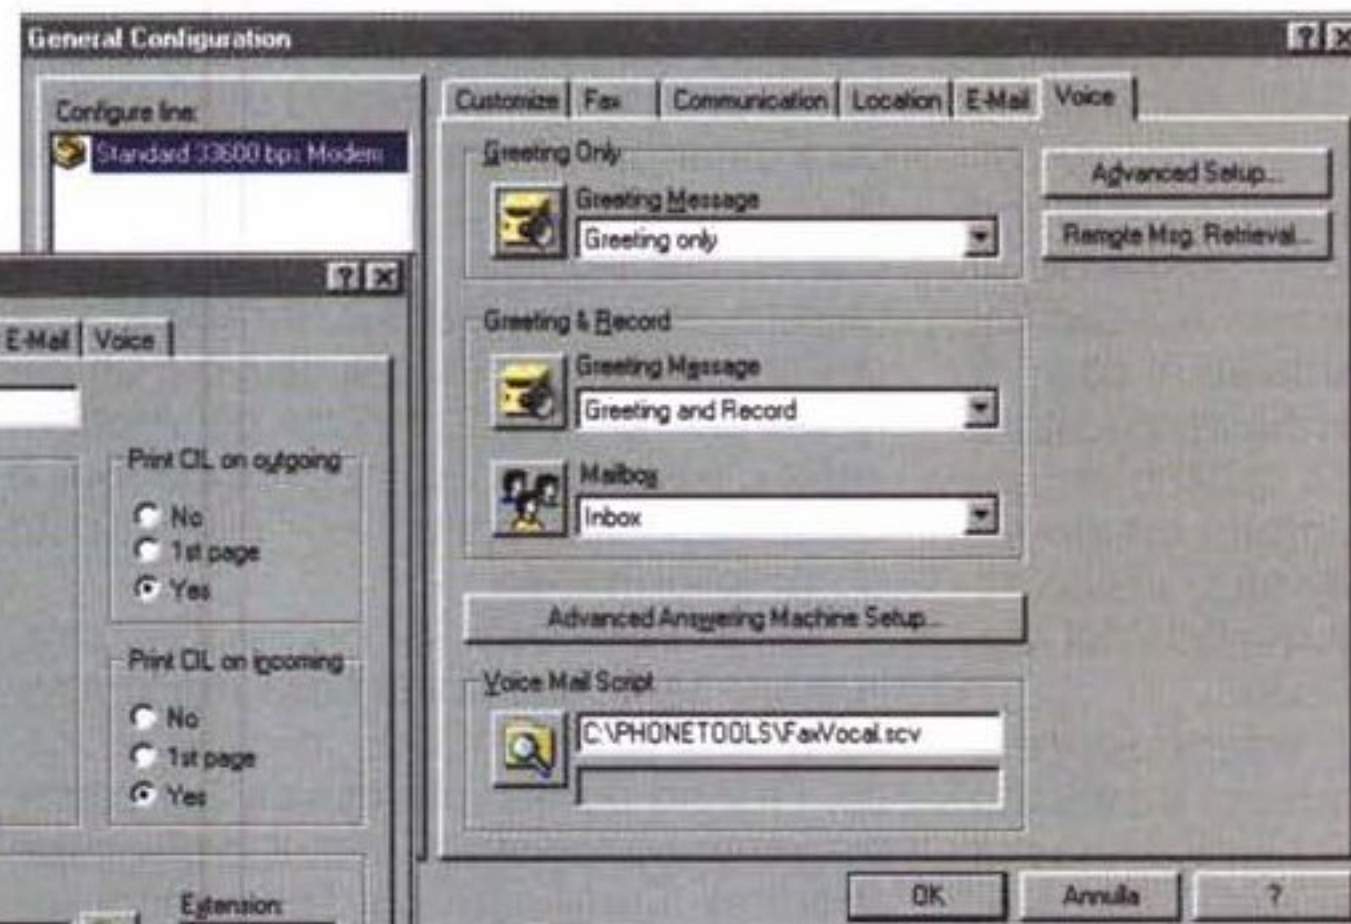 General Configuration
Configure line:
Standard 33600 bps Modem
Customize Fax Communication Location E-Mail Voice
Greeting Only
Greeting Message
Greeting only
Advanced Setup...
Remote Msg. Retrieval...
Greeting & Record
Greeting Message
Greeting and Record
Mailbox
Inbox
Advanced Answering Machine Setup...
Voice Mail Script
C:\PHONETOOLS\FaxVocal.scv
OK Annulla ?
E-Mail Voice
Print CIL on outgoing
No
1st page
Yes
Print CIL on incoming
No
1st page
Yes
Extension: